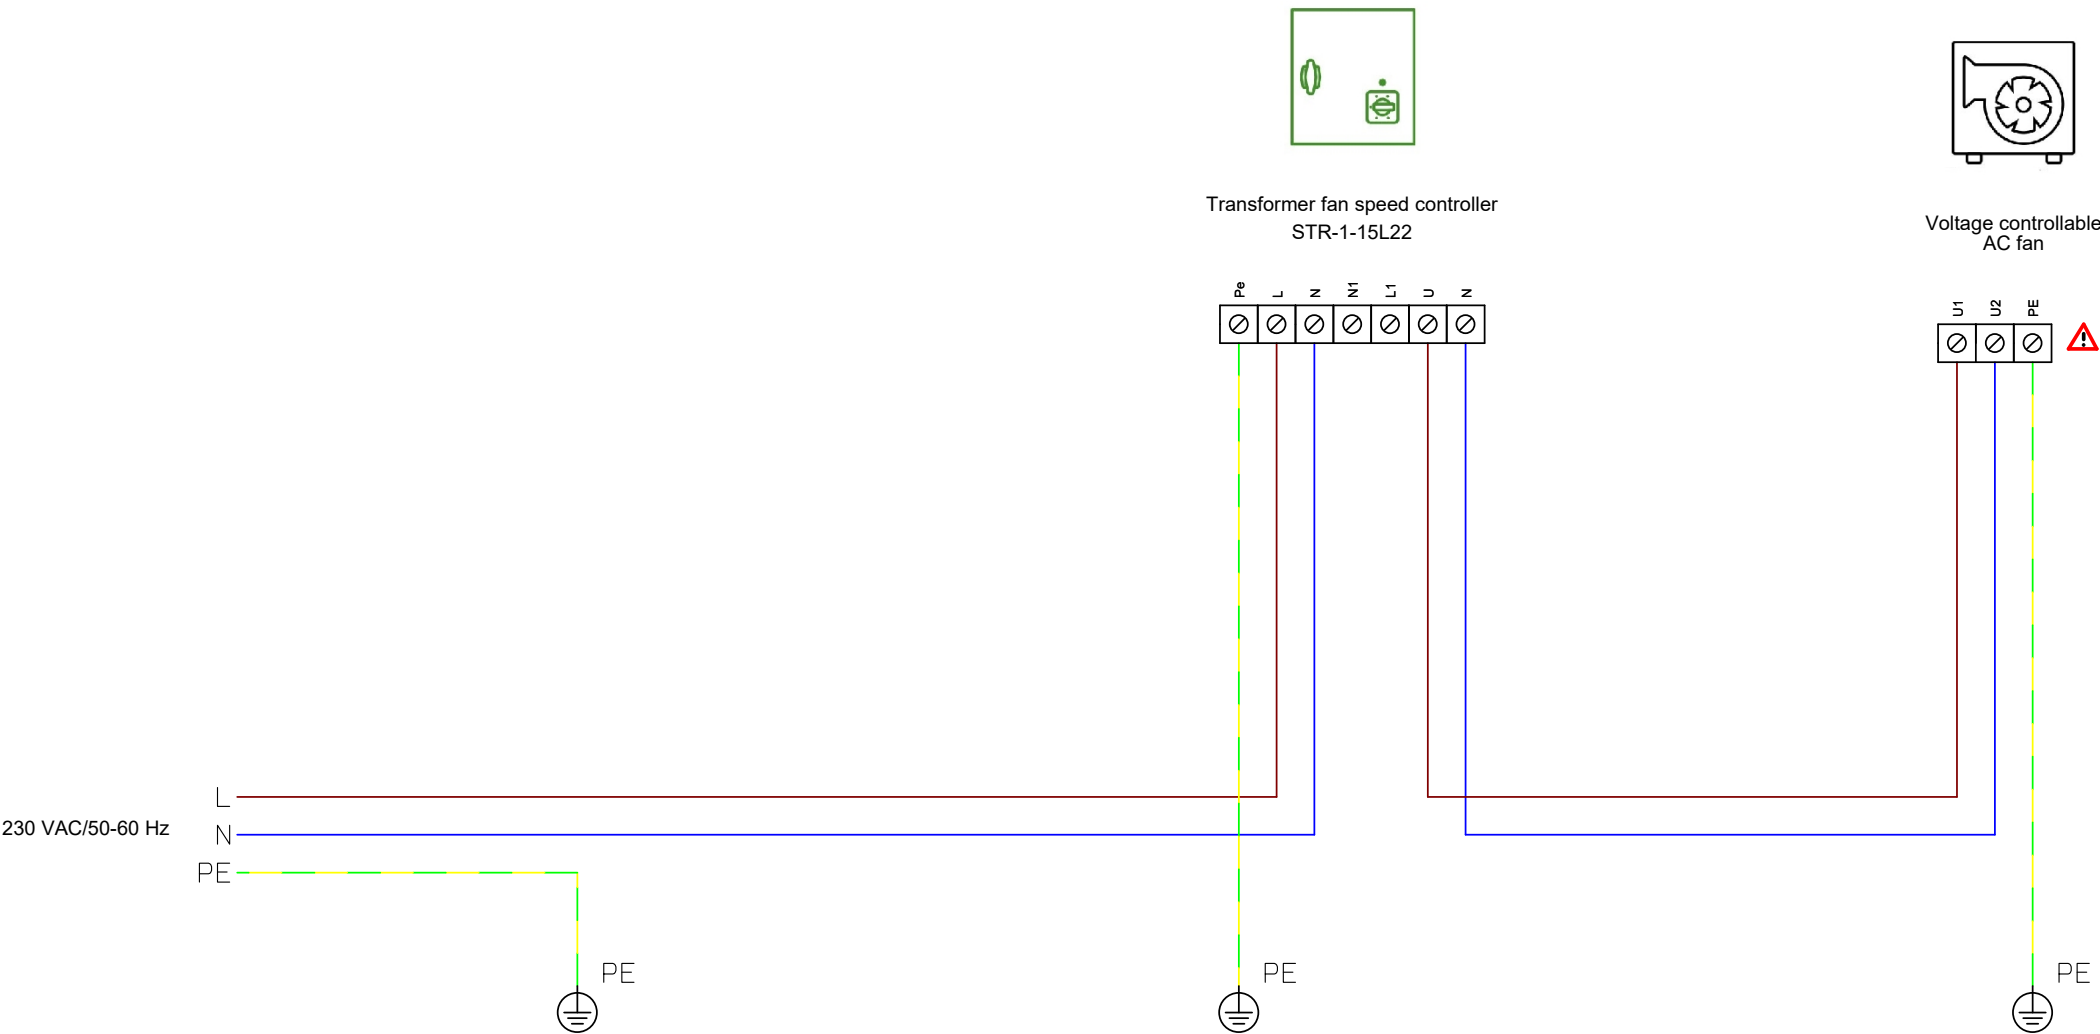 Transformer fan speed controller
STR-1-15L22
Voltage controllable
AC fan
Pe L N N1 L1 U N
U1 U2 PE
L
230 VAC/50-60 Hz
N
PE
PE
PE
PE